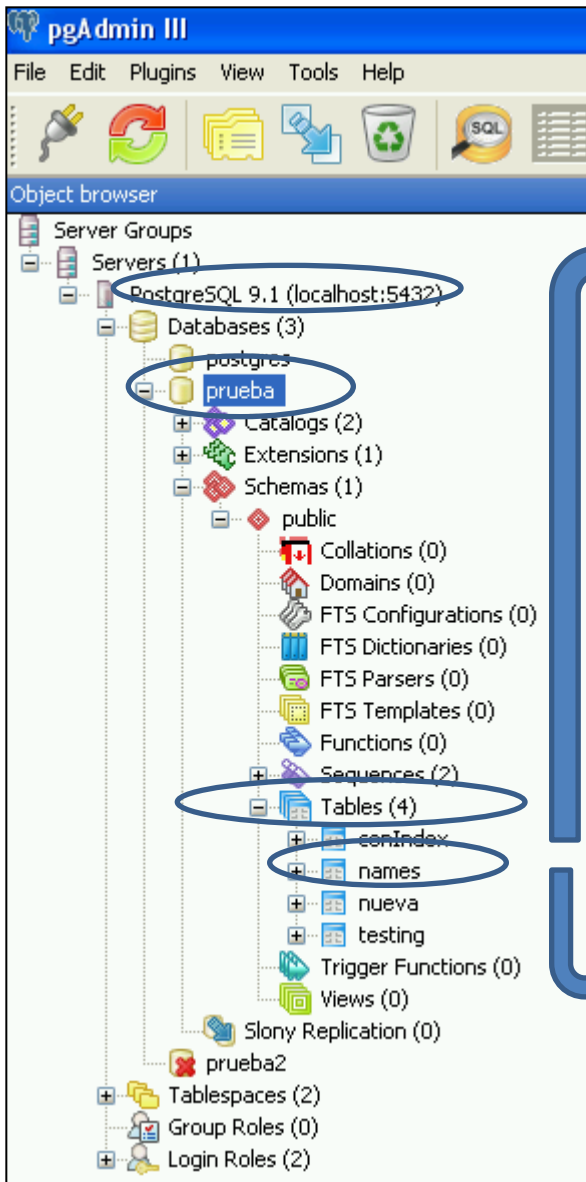 pgAdmin III
File Edit Plugins View Tools Help
SQL
Object browser
Server Groups
Servers (1)
PostgreSQL 9.1 (localhost:5432)
Databases (3)
postgres
prueba
Catalogs (2)
Extensions (1)
Schemas (1)
public
Collations (0)
Domains (0)
FTS Configurations (0)
FTS Dictionaries (0)
FTS Parsers (0)
FTS Templates (0)
Functions (0)
Sequences (2)
Tables (4)
conIndex
names
nueva
testing
Trigger Functions (0)
Views (0)
Slony Replication (0)
prueba2
Tablespaces (2)
Group Roles (0)
Login Roles (2)